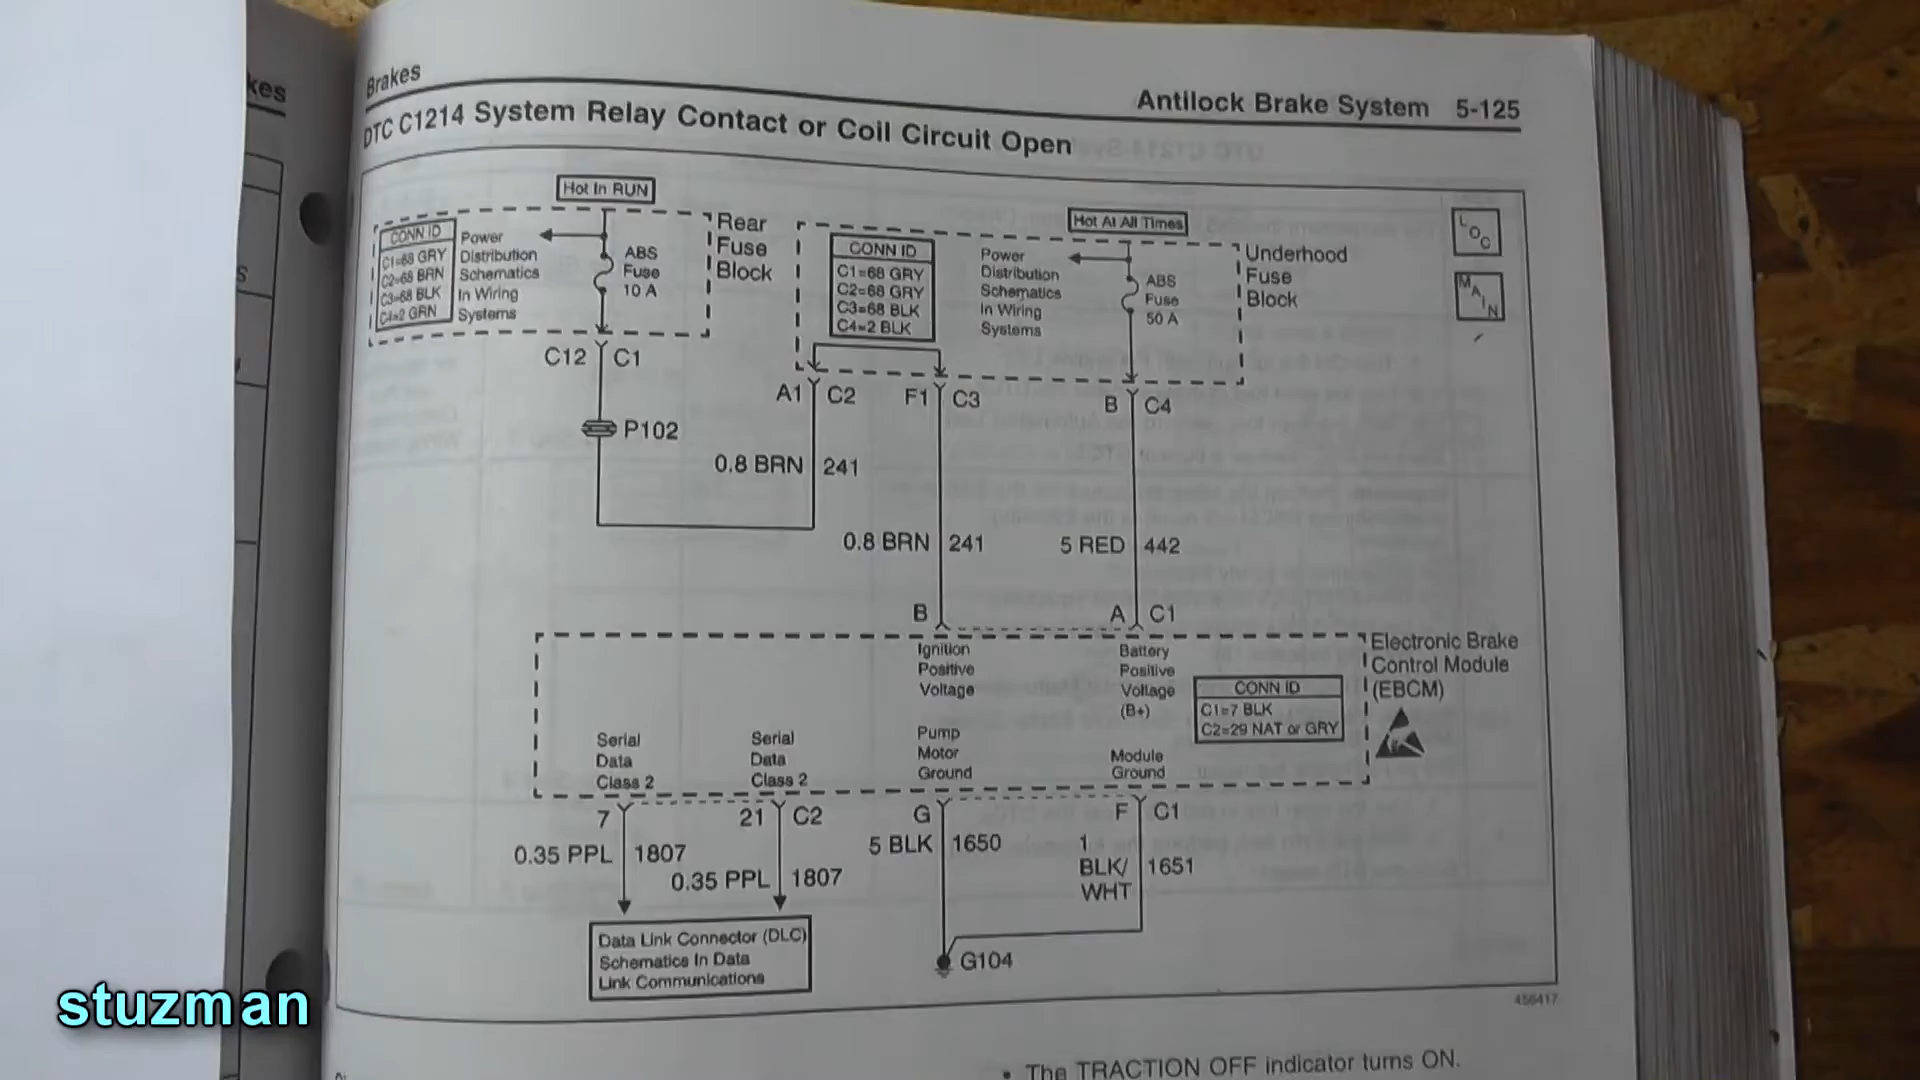 kes
S
Brakes
Antilock Brake System 5-125
DTC C1214 System Relay Contact or Coil Circuit Open
Hot In RUN
CONN ID
C1=68 GRY
C2=68 BRN
C3=68 BLK
C4=2 GRN
Power
Distribution
Schematics
In Wiring
Systems
ABS
Fuse
10 A
Rear
Fuse
Block
Hot At All Times
CONN ID
C1=68 GRY
C2=68 GRY
C3=68 BLK
C4=2 BLK
Power
Distribution
Schematics
In Wiring
Systems
ABS
Fuse
50 A
Underhood
Fuse
Block
LOC
MAIN
C12 C1
A1 C2
F1 C3
B C4
P102
0.8 BRN 241
0.8 BRN 241
5 RED 442
B
A C1
Ignition
Positive
Voltage
Battery
Positive
Voltage
(B+)
CONN ID
C1=7 BLK
C2=29 NAT or GRY
Electronic Brake
Control Module
(EBCM)
Serial
Data
Class 2
Serial
Data
Class 2
Pump
Motor
Ground
Module
Ground
7
21 C2
G
F C1
0.35 PPL 1807
0.35 PPL 1807
5 BLK 1650
1
BLK/
WHT
1651
Data Link Connector (DLC)
Schematics In Data
Link Communications
G104
456417
• The TRACTION OFF indicator turns ON.
stuzman